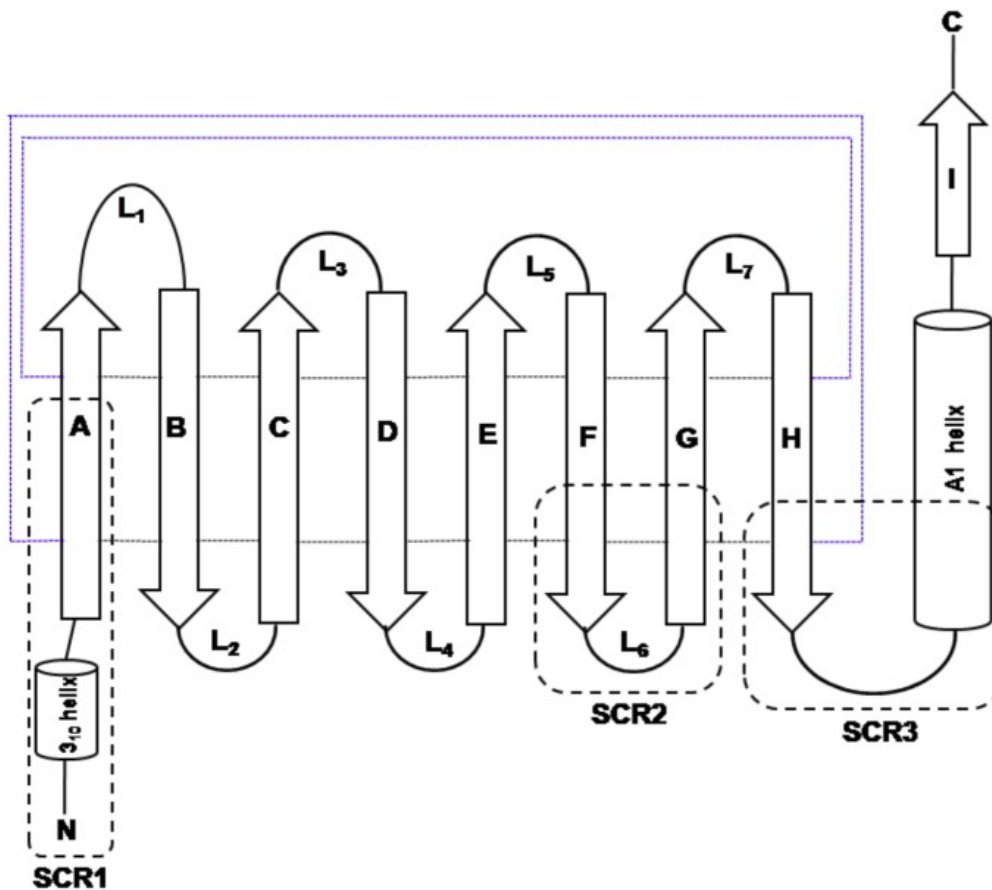 C
I
L₁
L₃
L₅
L₇
A
B
C
D
E
F
G
H
A1 helix
L₂
L₄
L₆
3₁₀ helix
SCR2
SCR3
N
SCR1